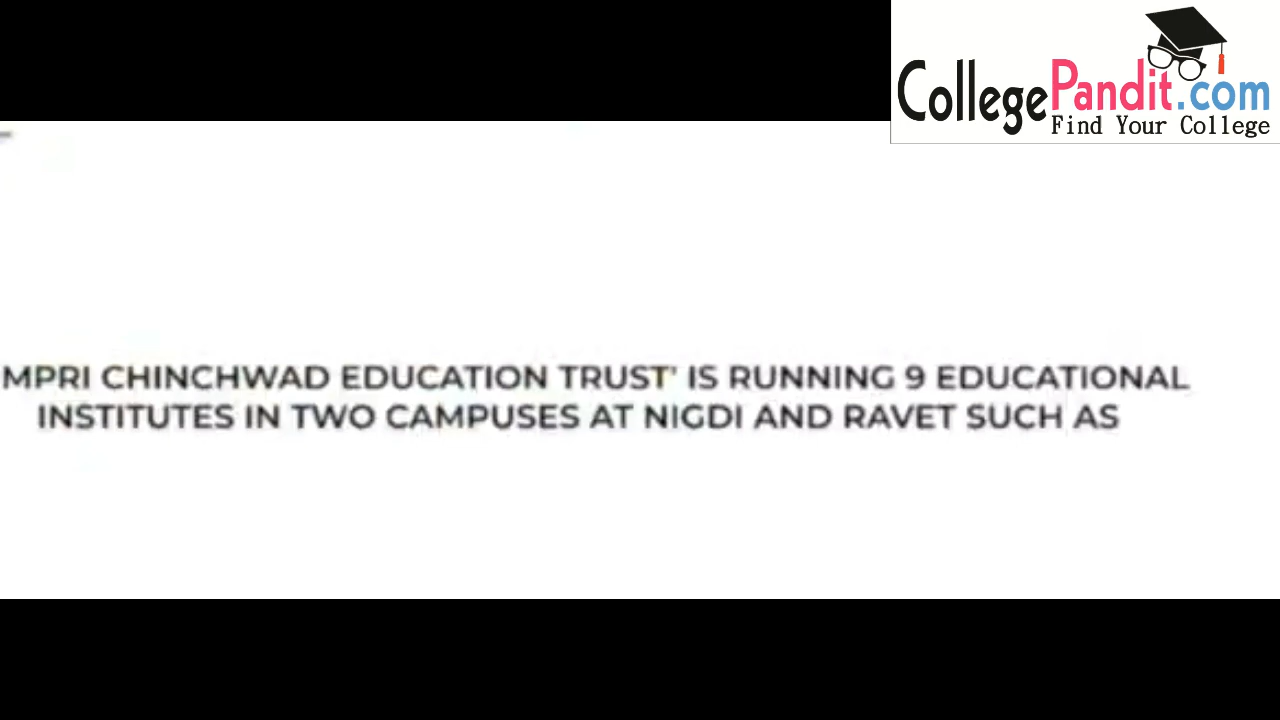 CollegePandit.com
Find Your College
MPRI CHINCHWAD EDUCATION TRUST' IS RUNNING 9 EDUCATIONAL
INSTITUTES IN TWO CAMPUSES AT NIGDI AND RAVET SUCH AS